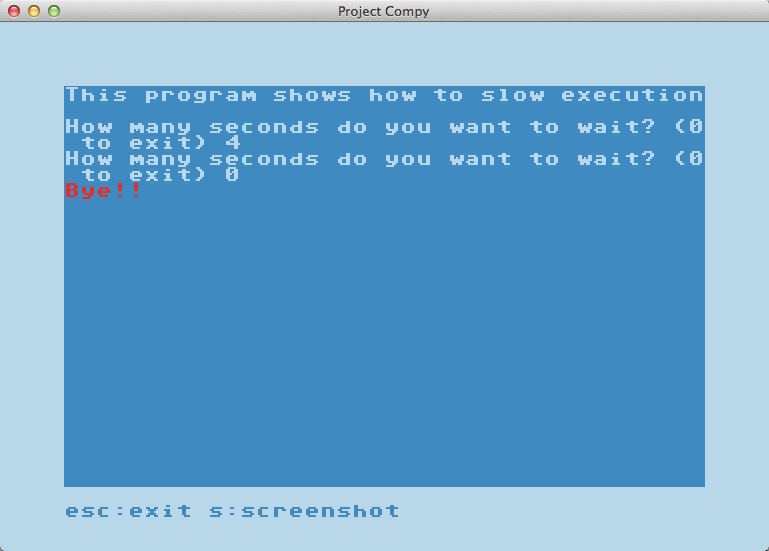 Project Compy
This program shows how to slow execution
How many seconds do you want to wait? (0
to exit) 4
How many seconds do you want to wait? (0
to exit) 0
Bye!!
esc:exit s:screenshot